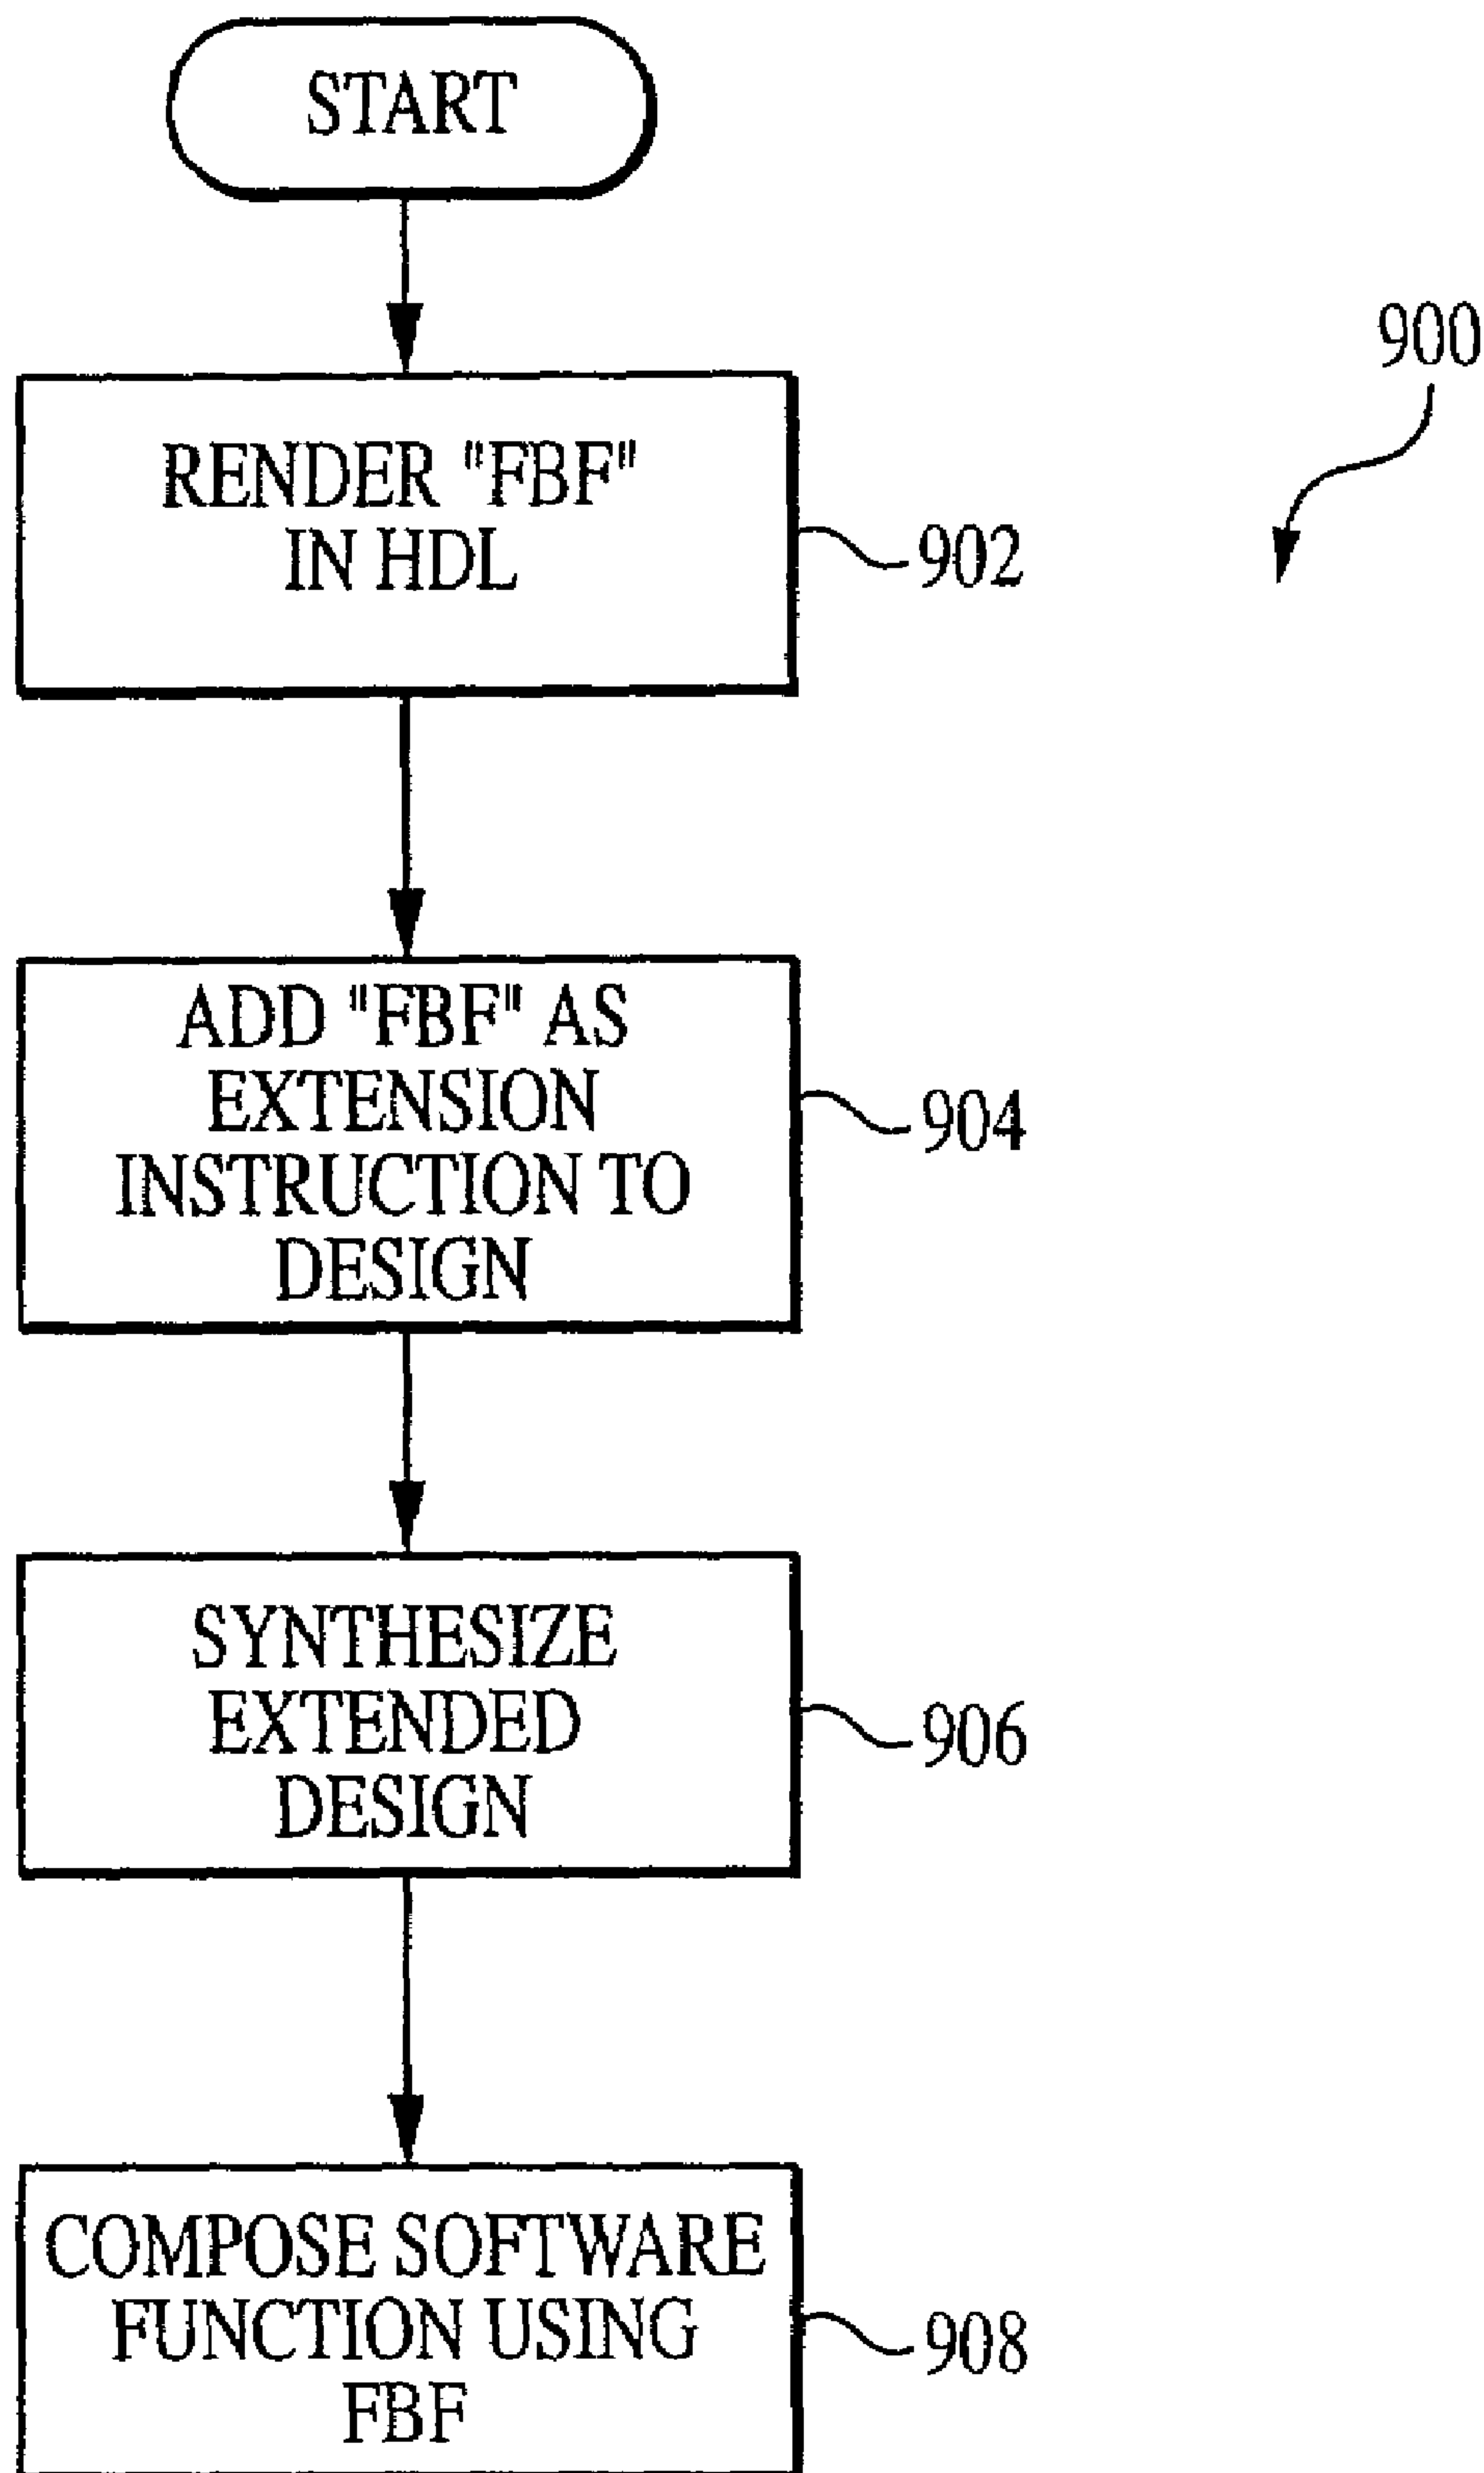 START
900
RENDER "FBF"
IN HDL
902
ADD "FBF" AS
EXTENSION
INSTRUCTION TO
DESIGN
904
SYNTHESIZE
EXTENDED
DESIGN
906
COMPOSE SOFTWARE
FUNCTION USING
FBF
908